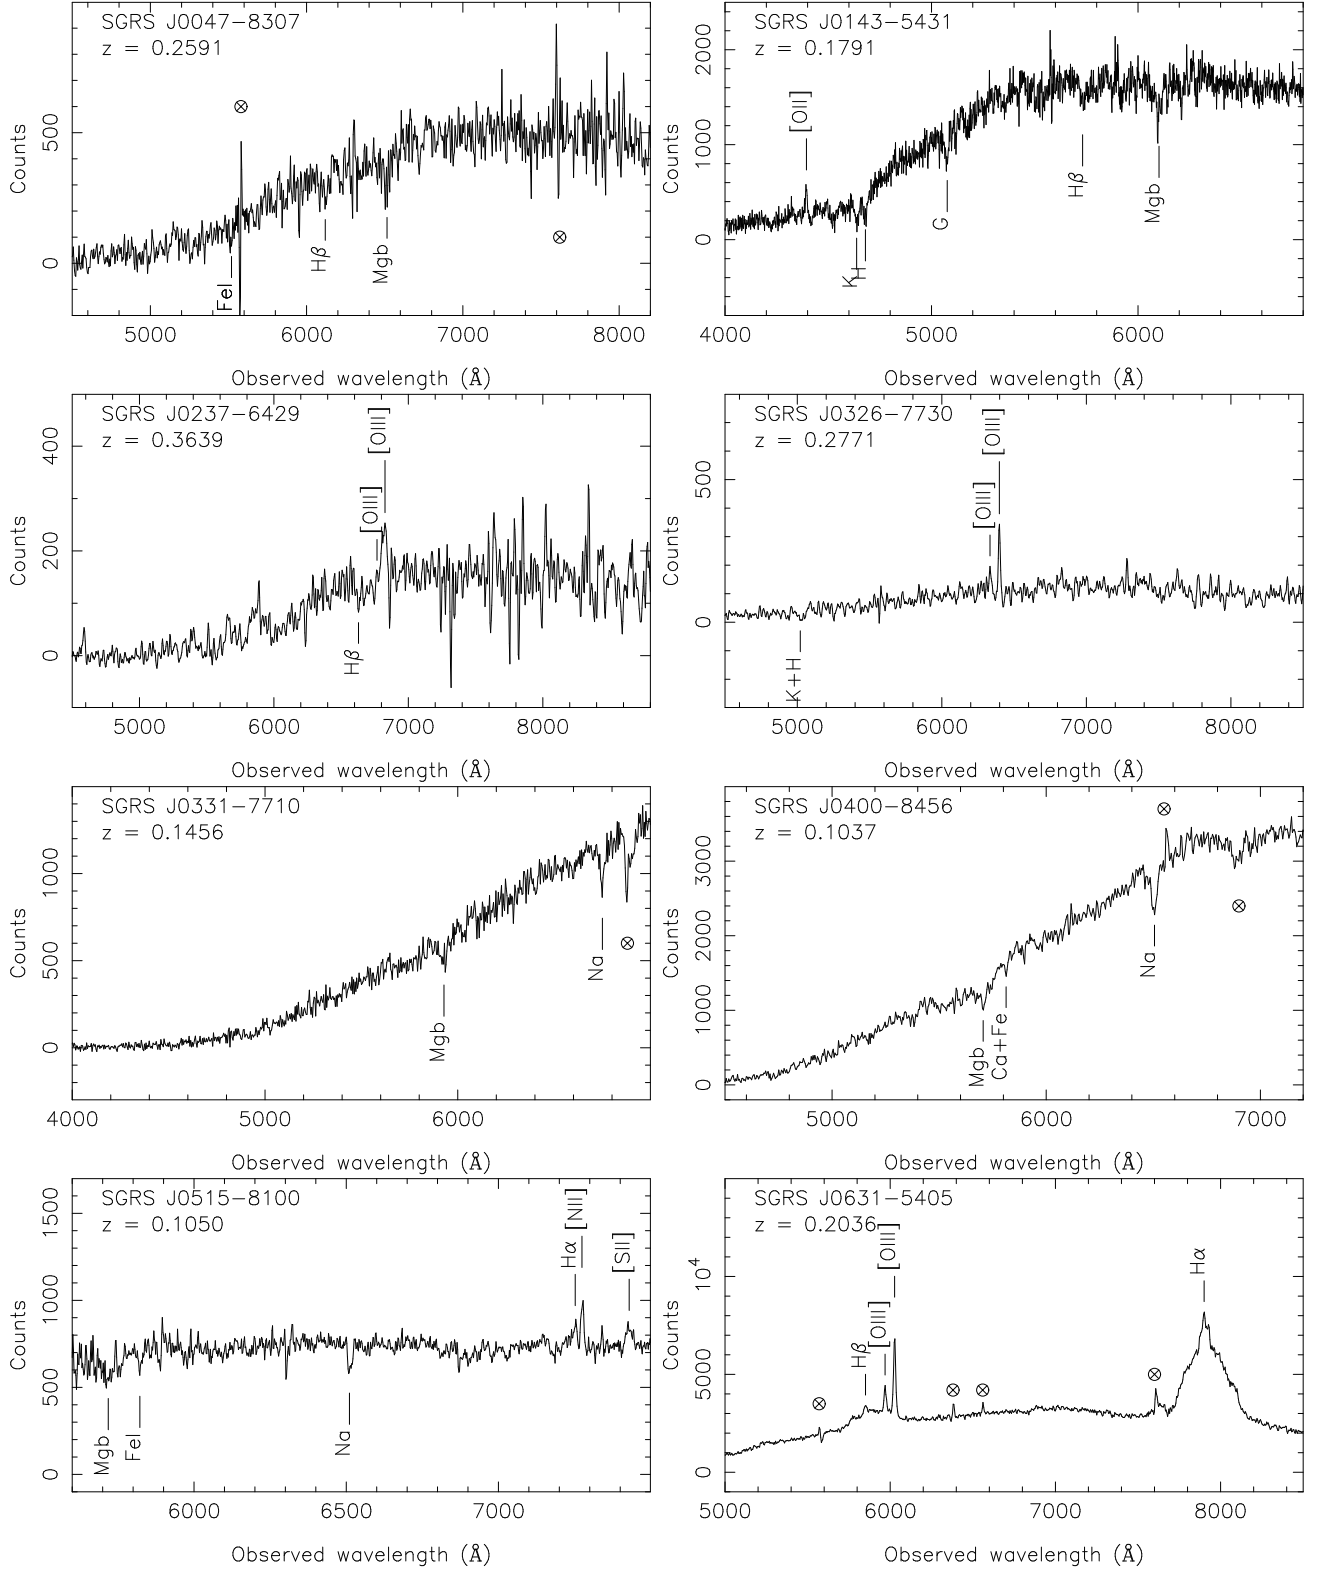 SGRS J0047−8307
z = 0.2591
Counts
500
0
FeI
Hβ
Mgb
5000
6000
7000
8000
Observed wavelength (Å)
SGRS J0143−5431
z = 0.1791
Counts
2000
1000
0
[OII]
K
H
G
Hβ
Mgb
4000
5000
6000
Observed wavelength (Å)
SGRS J0237−6429
z = 0.3639
Counts
400
200
0
Hβ
[OIII]
[OIII]
5000
6000
7000
8000
Observed wavelength (Å)
SGRS J0326−7730
z = 0.2771
Counts
500
0
K+H
[OIII]
[OIII]
5000
6000
7000
8000
Observed wavelength (Å)
SGRS J0331−7710
z = 0.1456
Counts
1000
500
0
Mgb
Na
4000
5000
6000
Observed wavelength (Å)
SGRS J0400−8456
z = 0.1037
Counts
3000
2000
1000
0
Mgb
Ca+Fe
Na
5000
6000
7000
Observed wavelength (Å)
SGRS J0515−8100
z = 0.1050
Counts
1500
1000
500
0
Mgb
FeI
Na
Hα
[NII]
[SII]
6000
6500
7000
Observed wavelength (Å)
SGRS J0631−5405
z = 0.2036
Counts
10⁴
5000
0
Hβ
[OIII]
[OIII]
Hα
5000
6000
7000
8000
Observed wavelength (Å)